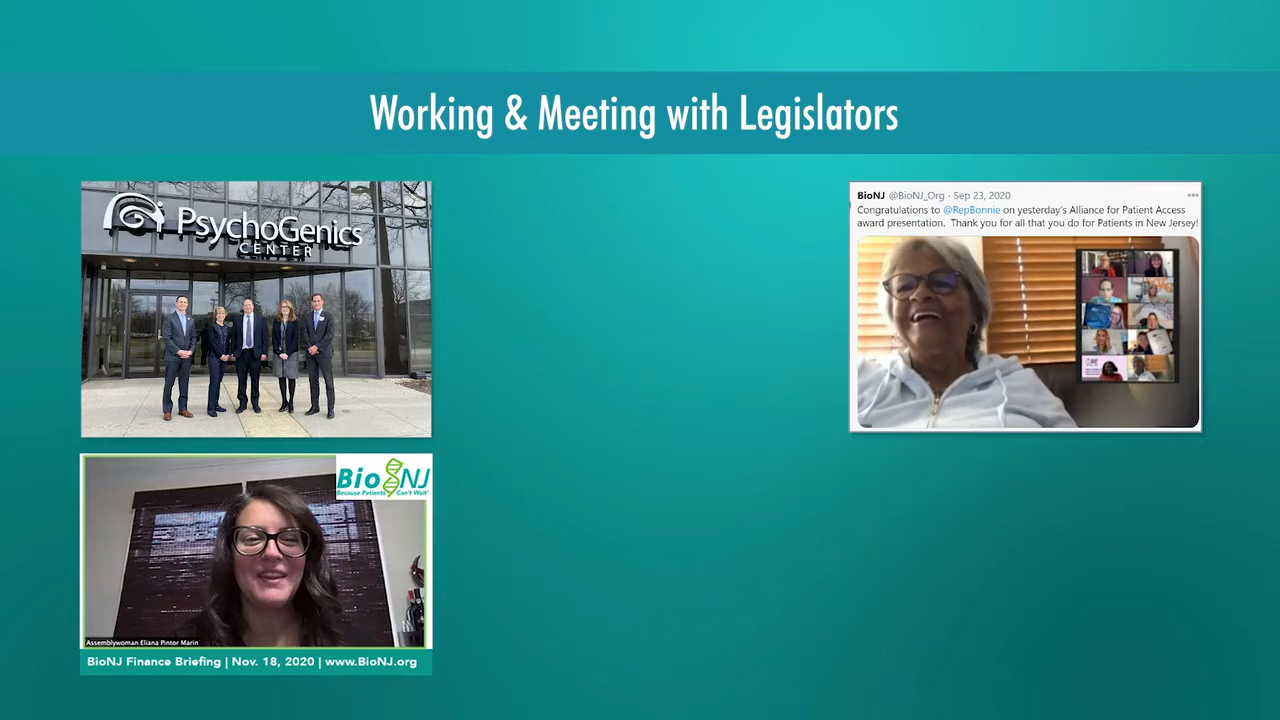 Working & Meeting with Legislators
PsychoGenics
CENTER
BioNJ @BioNJ_Org · Sep 23, 2020
Congratulations to @RepBonnie on yesterday's Alliance for Patient Access
award presentation. Thank you for all that you do for Patients in New Jersey!
BioNJ
Because Patients Can't Wait
Assemblywoman Eliana Pintor Marin
BioNJ Finance Briefing | Nov. 18, 2020 | www.BioNJ.org